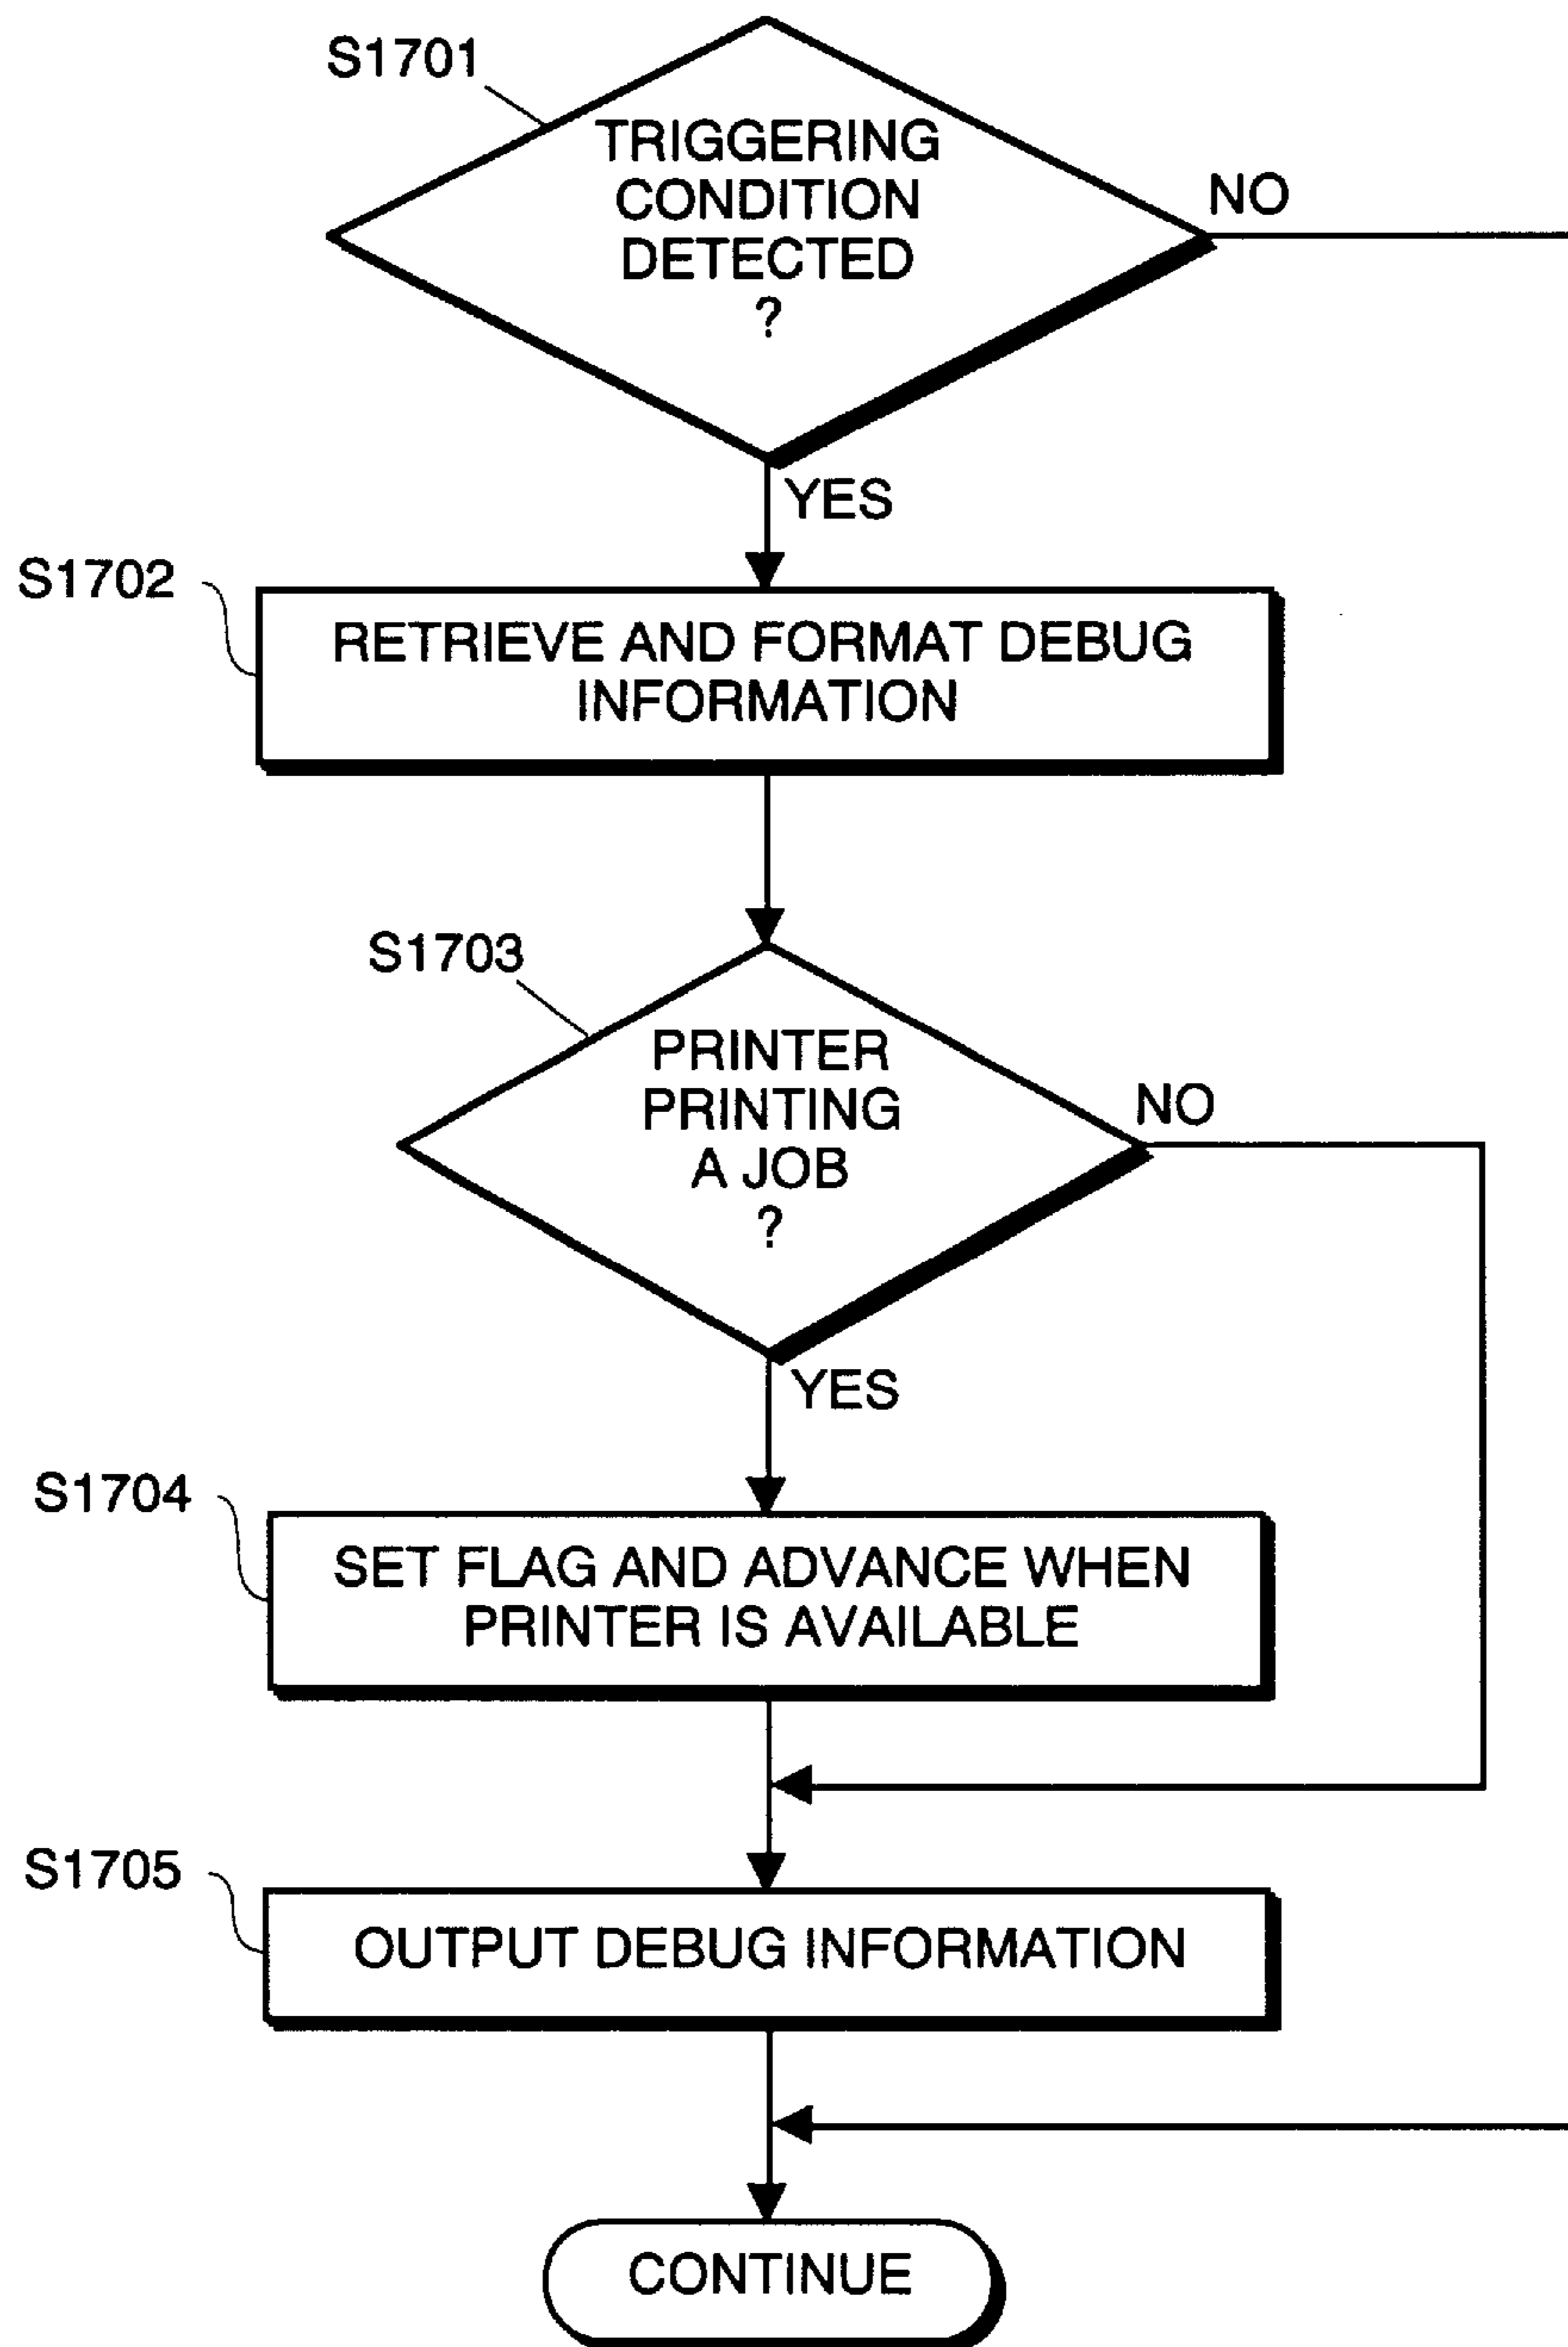 S1701
TRIGGERING
CONDITION
DETECTED
?
NO
YES
S1702
RETRIEVE AND FORMAT DEBUG
INFORMATION
S1703
PRINTER
PRINTING
A JOB
?
NO
YES
S1704
SET FLAG AND ADVANCE WHEN
PRINTER IS AVAILABLE
S1705
OUTPUT DEBUG INFORMATION
CONTINUE